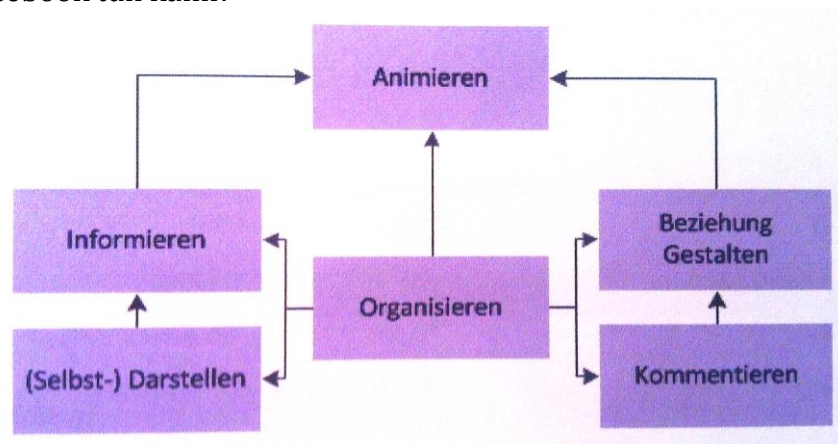 Animieren
Informieren
Beziehung
Gestalten
Organisieren
(Selbst-) Darstellen
Kommentieren